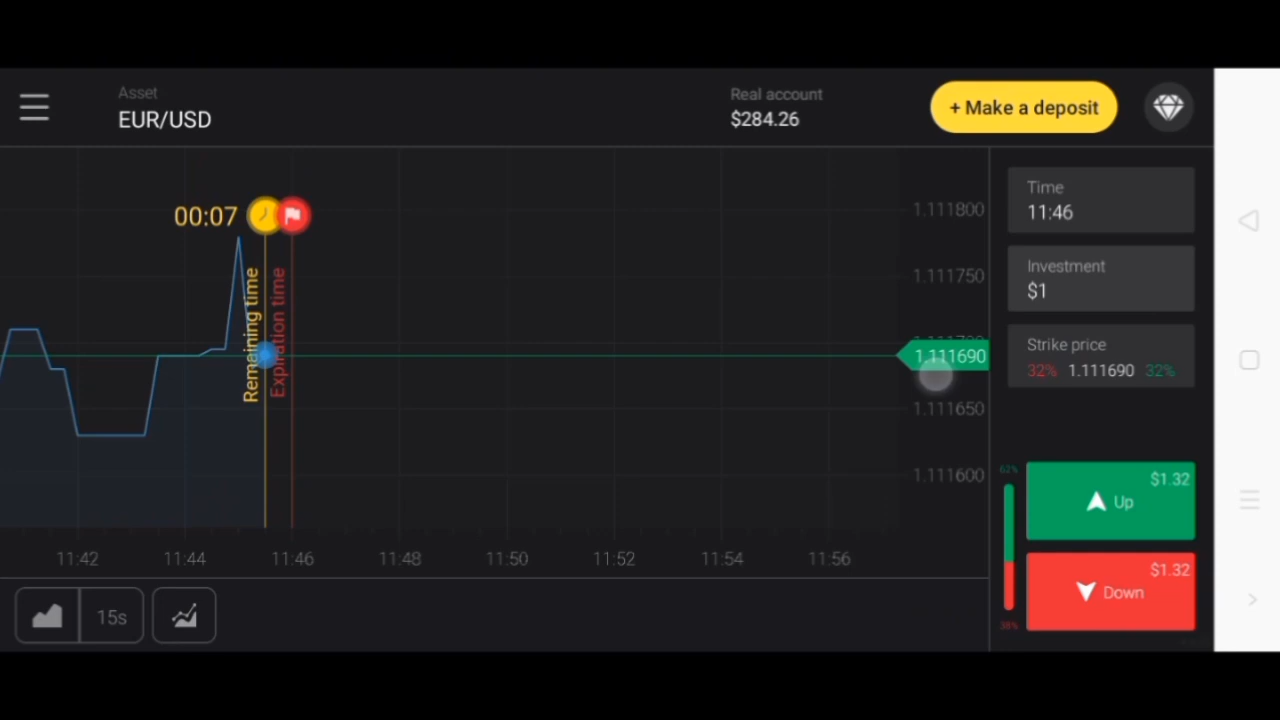 Asset
EUR/USD
Real account
$284.26
+ Make a deposit
00:07
Remaining time
Expiration time
1.111800
1.111750
1.111690
1.111650
1.111600
Time
11:46
Investment
$1
Strike price
32% 1.111690 32%
62%
$1.32
Up
$1.32
Down
38%
11:42 11:44 11:46 11:48 11:50 11:52 11:54 11:56
15s